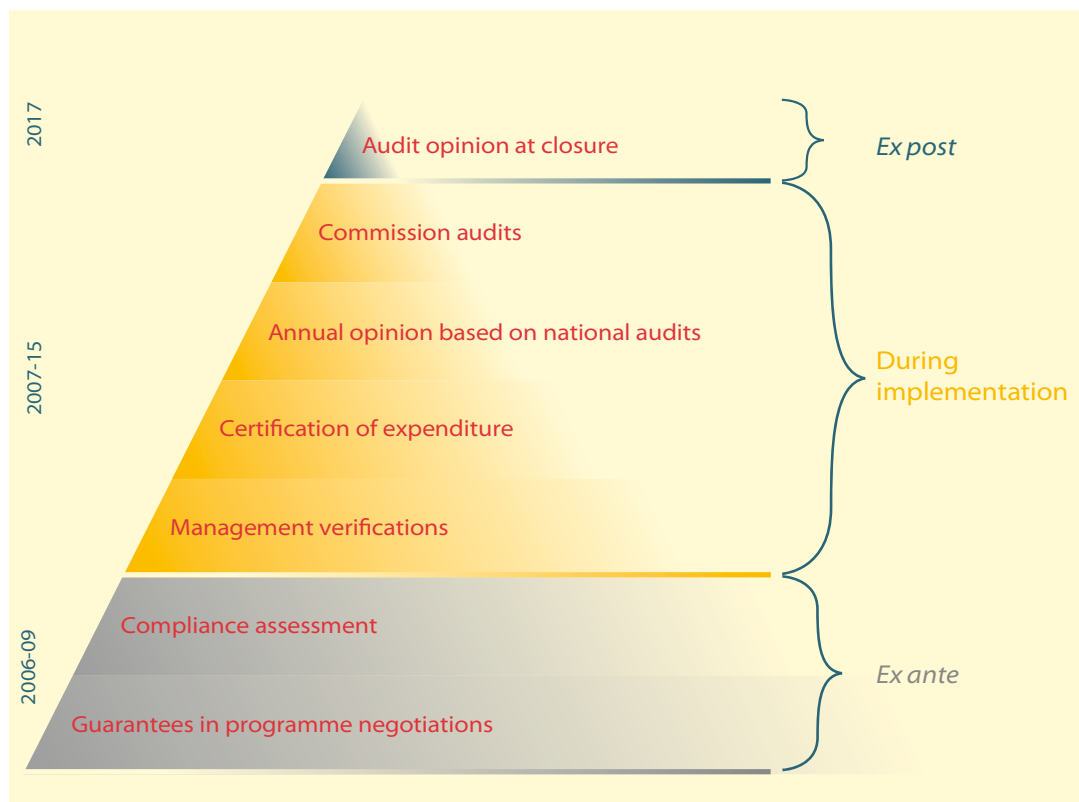 2017
Audit opinion at closure
Ex post
Commission audits
2007-15
Annual opinion based on national audits
During
implementation
Certification of expenditure
Management verifications
2006-09
Compliance assessment
Ex ante
Guarantees in programme negotiations